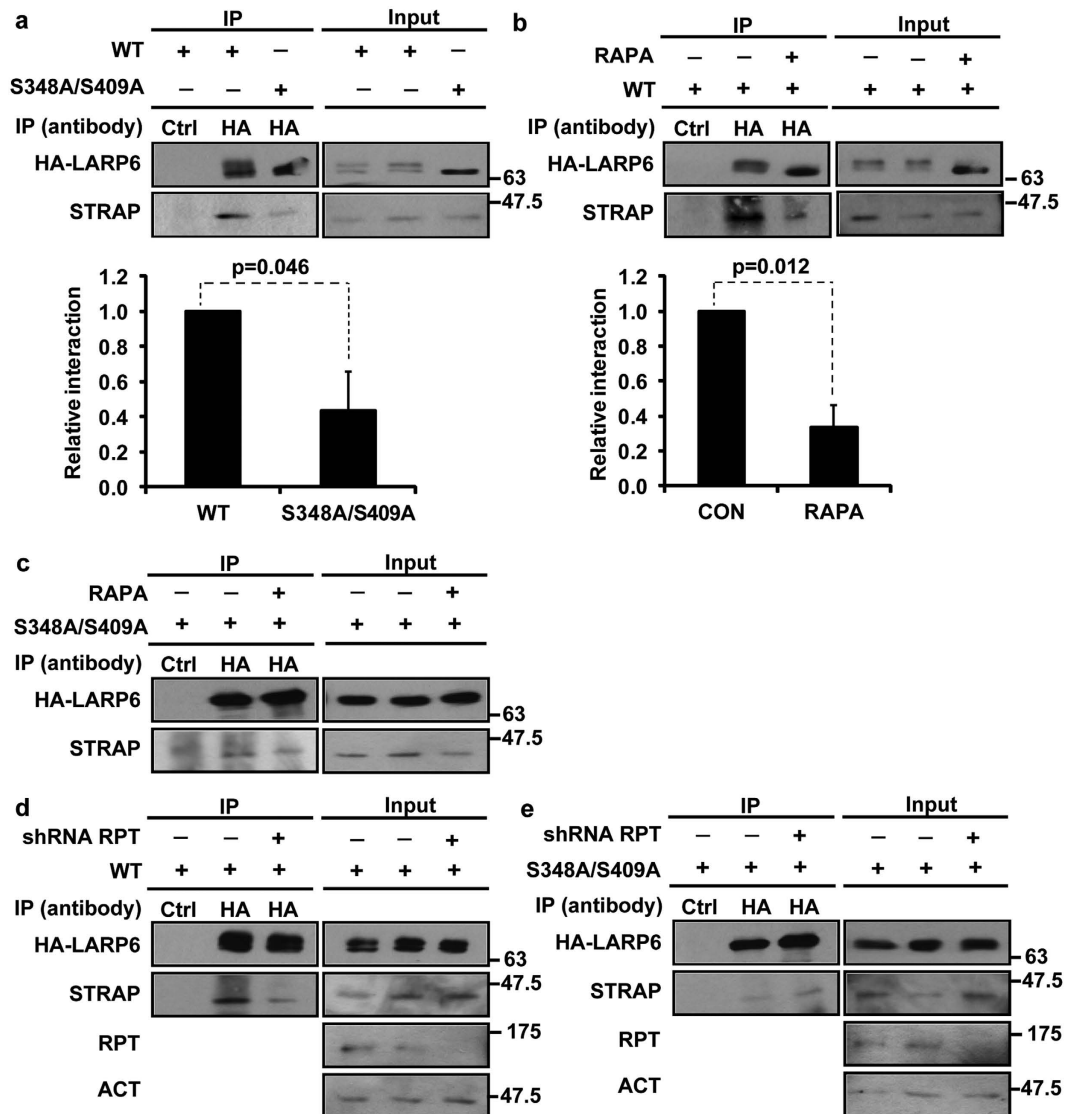 a
IP Input
WT + + – + + –
S348A/S409A – – + – – +
IP (antibody) Ctrl HA HA
HA-LARP6
63
STRAP
47.5
p=0.046
Relative interaction
1.2
1.0
0.8
0.6
0.4
0.2
0.0
WT S348A/S409A
b
IP Input
RAPA – – + – – +
WT + + + + + +
IP (antibody) Ctrl HA HA
HA-LARP6
63
STRAP
47.5
p=0.012
Relative interaction
1.2
1.0
0.8
0.6
0.4
0.2
0.0
CON RAPA
c
IP Input
RAPA – – + – – +
S348A/S409A + + + + + +
IP (antibody) Ctrl HA HA
HA-LARP6
63
STRAP
47.5
d
IP Input
shRNA RPT – – + – – +
WT + + + + + +
IP (antibody) Ctrl HA HA
HA-LARP6
63
STRAP
47.5
RPT
175
ACT
47.5
e
IP Input
shRNA RPT – – + – – +
S348A/S409A + + + + + +
IP (antibody) Ctrl HA HA
HA-LARP6
63
STRAP
47.5
RPT
175
ACT
47.5